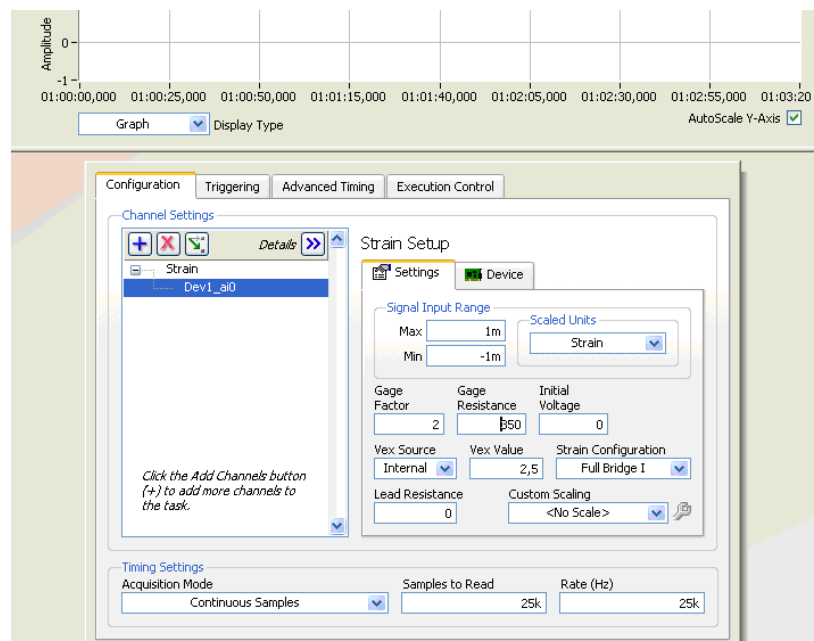 Amplitude
0
-1
01:00:00,000 01:00:25,000 01:00:50,000 01:01:15,000 01:01:40,000 01:02:05,000 01:02:30,000 01:02:55,000 01:03:20
Graph Display Type AutoScale Y-Axis
Configuration Triggering Advanced Timing Execution Control
Channel Settings
Details
Strain
Dev1_ai0
Click the Add Channels button
(+) to add more channels to
the task.
Strain Setup
Settings Device
Signal Input Range
Max 1m
Min -1m
Scaled Units
Strain
Gage
Factor
2
Gage
Resistance
350
Initial
Voltage
0
Vex Source
Internal
Vex Value
2,5
Strain Configuration
Full Bridge I
Lead Resistance
0
Custom Scaling
<No Scale>
Timing Settings
Acquisition Mode
Continuous Samples
Samples to Read
25k
Rate (Hz)
25k